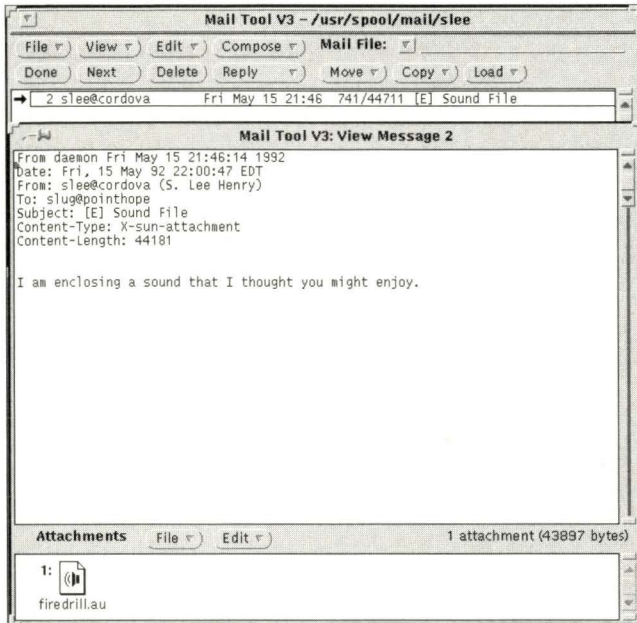 Mail Tool V3 – /usr/spool/mail/slee
File View Edit Compose Mail File:
Done Next Delete Reply Move Copy Load
2 slee@cordova Fri May 15 21:46 741/44711 [E] Sound File
Mail Tool V3: View Message 2
From daemon Fri May 15 21:46:14 1992
Date: Fri, 15 May 92 22:00:47 EDT
From: slee@cordova (S. Lee Henry)
To: slug@pointhope
Subject: [E] Sound File
Content-Type: X-sun-attachment
Content-Length: 44181
I am enclosing a sound that I thought you might enjoy.
Attachments File Edit 1 attachment (43897 bytes)
1:
firedrill.au